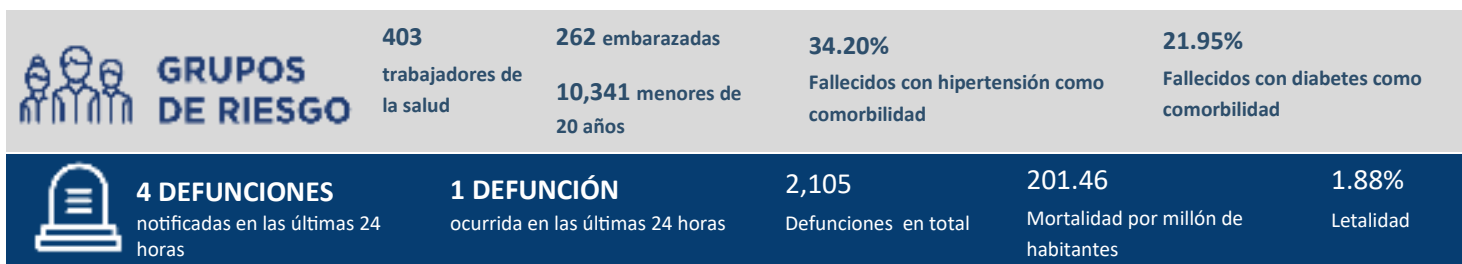 GRUPOS
DE RIESGO
403
trabajadores de
la salud
262 embarazadas
10,341 menores de
20 años
34.20%
Fallecidos con hipertensión como
comorbilidad
21.95%
Fallecidos con diabetes como
comorbilidad
4 DEFUNCIONES
notificadas en las últimas 24
horas
1 DEFUNCIÓN
ocurrida en las últimas 24 horas
2,105
Defunciones en total
201.46
Mortalidad por millón de
habitantes
1.88%
Letalidad